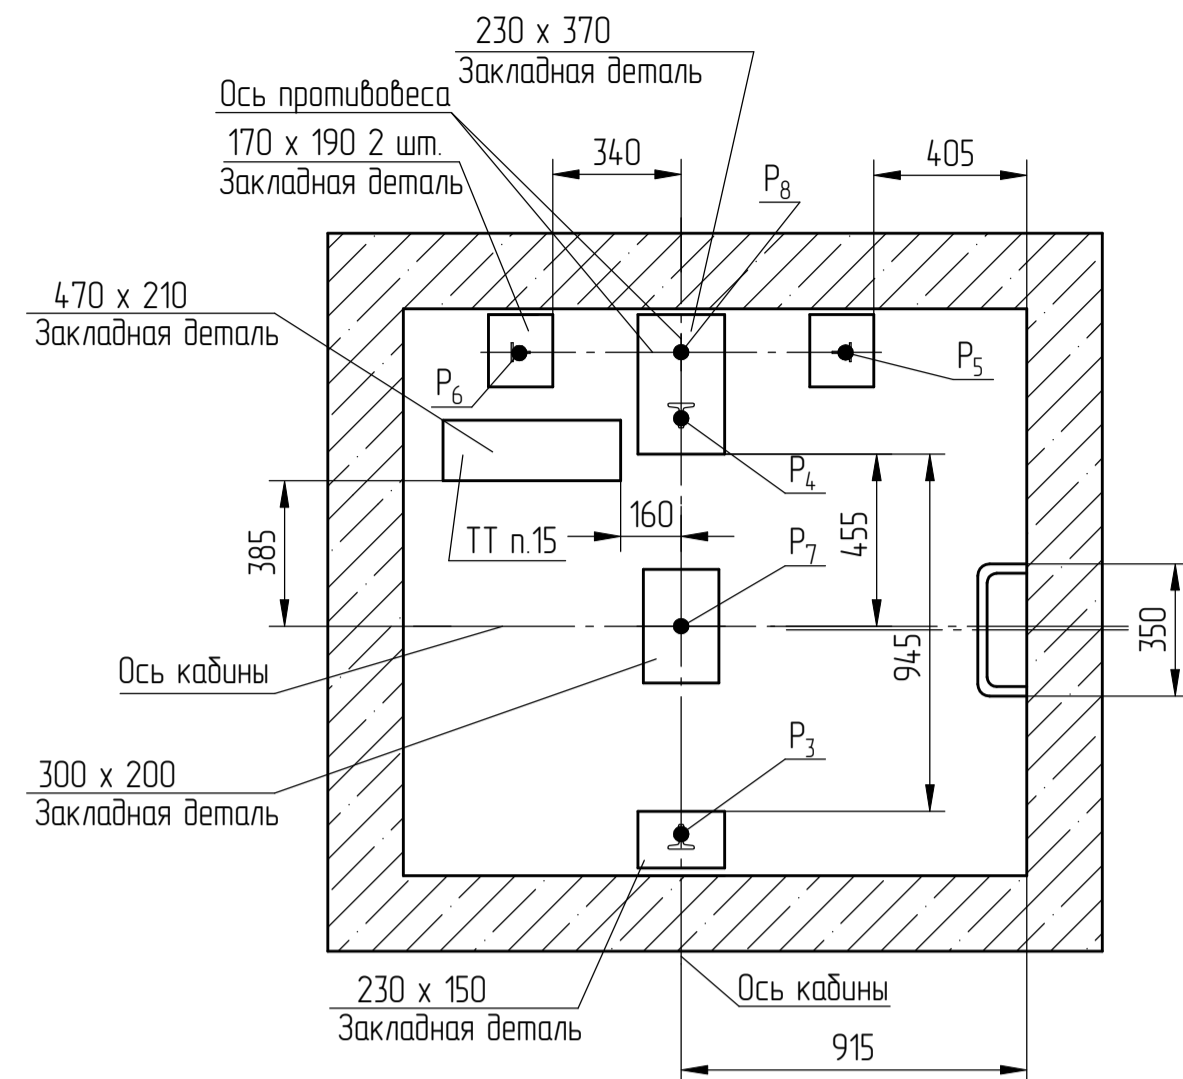 230 x 370
Закладная деталь
Ось противовеса
170 x 190 2 шт.
Закладная деталь
340
405
P8
470 x 210
Закладная деталь
P6
P5
P4
160
455
385
ТТ п.15
P7
350
945
Ось кабины
P3
300 x 200
Закладная деталь
230 x 150
Закладная деталь
Ось кабины
915